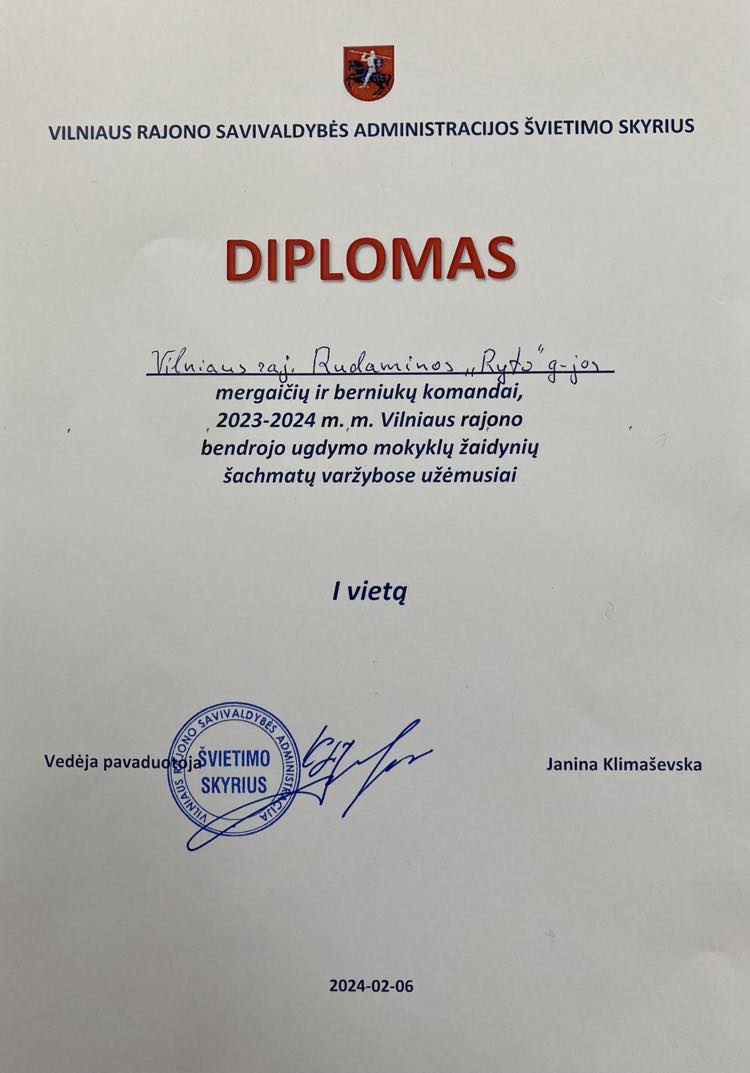 VILNIAUS RAJONO SAVIVALDYBĖS ADMINISTRACIJOS ŠVIETIMO SKYRIUS
DIPLOMAS
Vilniaus raj. Rudaminos „Ryto" g-jos
mergaičių ir berniukų komandai,
2023-2024 m. m. Vilniaus rajono
bendrojo ugdymo mokyklų žaidynių
šachmatų varžybose užėmusiai
I vietą
Vedėja pavaduotoja
VILNIAUS RAJONO SAVIVALDYBĖS ADMINISTRACIJA
ŠVIETIMO
SKYRIUS
Janina Klimaševska
2024-02-06